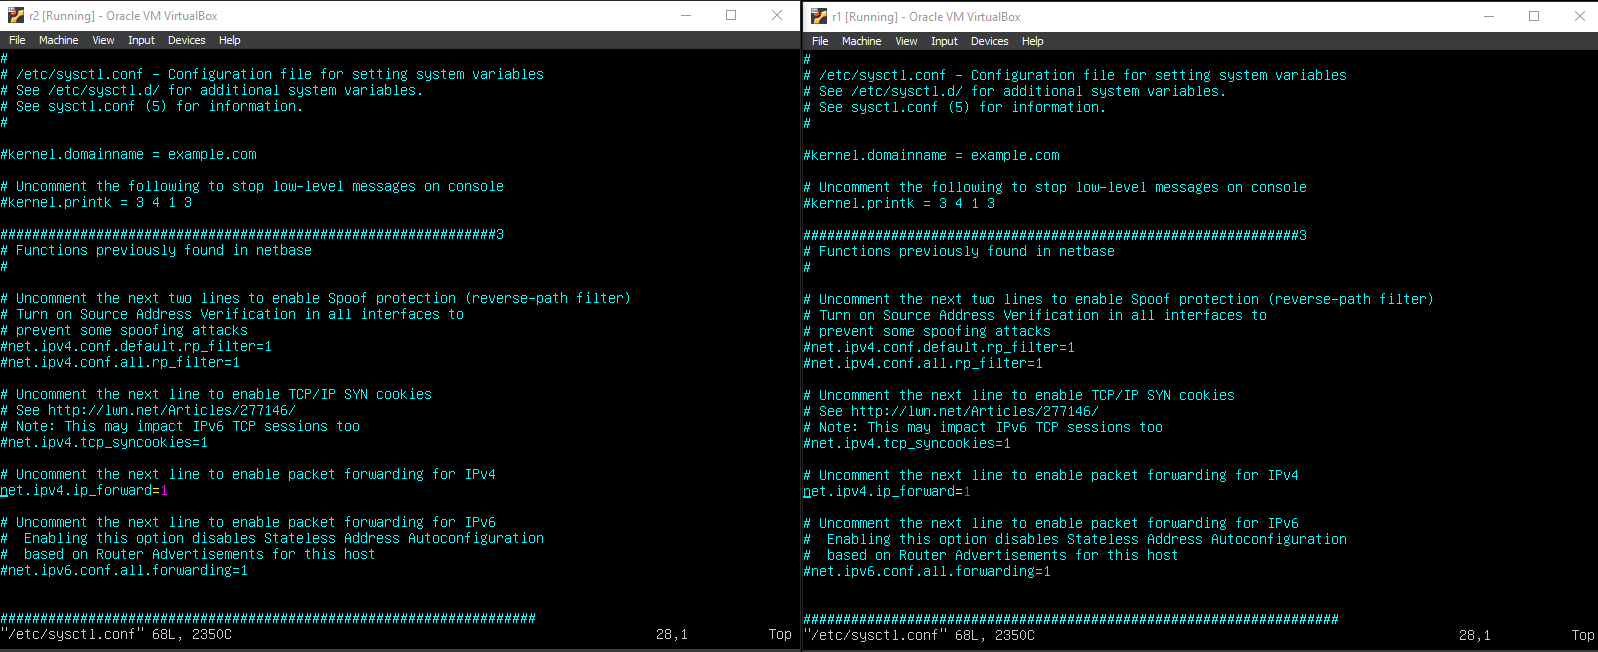 r2 [Running] - Oracle VM VirtualBox
File Machine View Input Devices Help
#
# /etc/sysctl.conf - Configuration file for setting system variables
# See /etc/sysctl.d/ for additional system variables.
# See sysctl.conf (5) for information.
#
#kernel.domainname = example.com
# Uncomment the following to stop low-level messages on console
#kernel.printk = 3 4 1 3
##############################################################3
# Functions previously found in netbase
#
# Uncomment the next two lines to enable Spoof protection (reverse-path filter)
# Turn on Source Address Verification in all interfaces to
# prevent some spoofing attacks
#net.ipv4.conf.default.rp_filter=1
#net.ipv4.conf.all.rp_filter=1
# Uncomment the next line to enable TCP/IP SYN cookies
# See http://lwn.net/Articles/277146/
# Note: This may impact IPv6 TCP sessions too
#net.ipv4.tcp_syncookies=1
# Uncomment the next line to enable packet forwarding for IPv4
net.ipv4.ip_forward=1
# Uncomment the next line to enable packet forwarding for IPv6
#  Enabling this option disables Stateless Address Autoconfiguration
#  based on Router Advertisements for this host
#net.ipv6.conf.all.forwarding=1
###################################################################
"/etc/sysctl.conf" 68L, 2350C 28,1 Top
r1 [Running] - Oracle VM VirtualBox
File Machine View Input Devices Help
#
# /etc/sysctl.conf - Configuration file for setting system variables
# See /etc/sysctl.d/ for additional system variables.
# See sysctl.conf (5) for information.
#
#kernel.domainname = example.com
# Uncomment the following to stop low-level messages on console
#kernel.printk = 3 4 1 3
##############################################################3
# Functions previously found in netbase
#
# Uncomment the next two lines to enable Spoof protection (reverse-path filter)
# Turn on Source Address Verification in all interfaces to
# prevent some spoofing attacks
#net.ipv4.conf.default.rp_filter=1
#net.ipv4.conf.all.rp_filter=1
# Uncomment the next line to enable TCP/IP SYN cookies
# See http://lwn.net/Articles/277146/
# Note: This may impact IPv6 TCP sessions too
#net.ipv4.tcp_syncookies=1
# Uncomment the next line to enable packet forwarding for IPv4
net.ipv4.ip_forward=1
# Uncomment the next line to enable packet forwarding for IPv6
#  Enabling this option disables Stateless Address Autoconfiguration
#  based on Router Advertisements for this host
#net.ipv6.conf.all.forwarding=1
###################################################################
"/etc/sysctl.conf" 68L, 2350C 28,1 Top